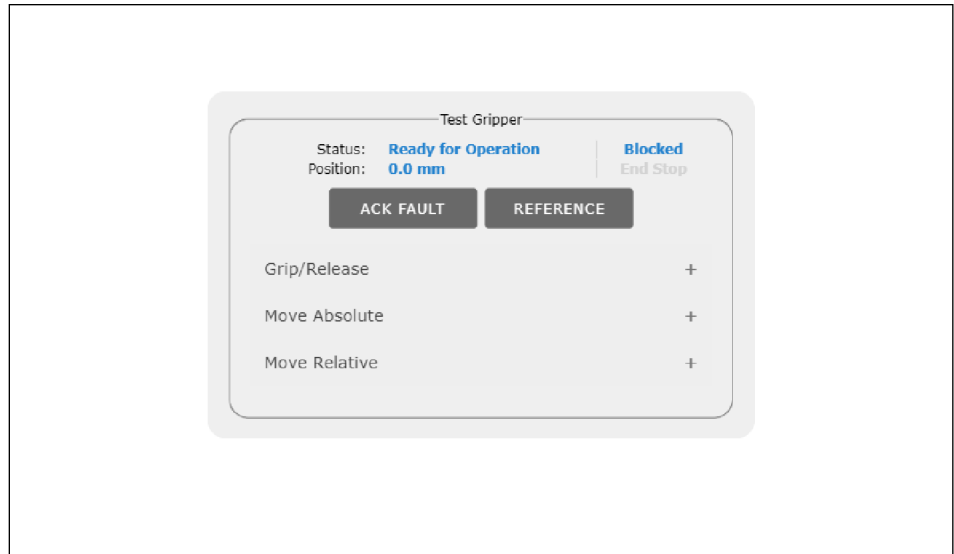 Test Gripper
Status: Ready for Operation Blocked
Position: 0.0 mm End Stop
ACK FAULT REFERENCE
Grip/Release +
Move Absolute +
Move Relative +